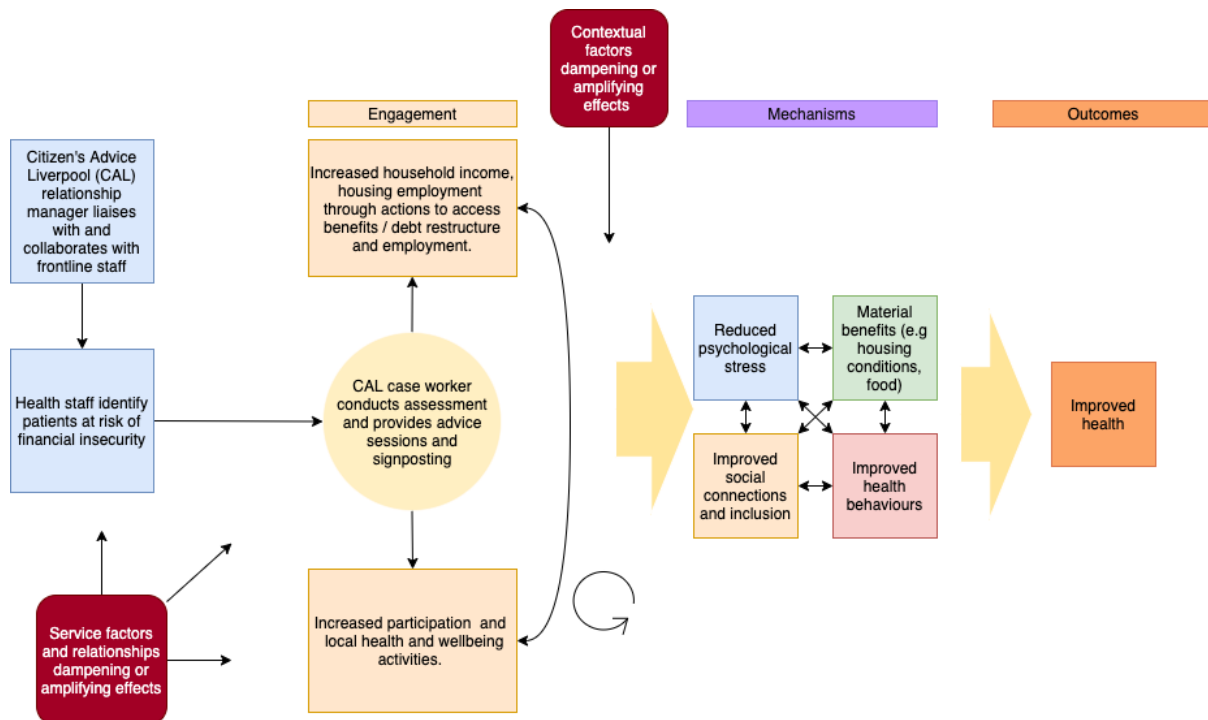 Contextual
factors
dampening or
amplifying
effects
Engagement
Mechanisms
Outcomes
Citizen's Advice
Liverpool (CAL)
relationship
manager liaises
with and
collaborates with
frontline staff
Increased household income,
housing employment
through actions to access
benefits / debt restructure
and employment.
Health staff identify
patients at risk of
financial insecurity
CAL case worker
conducts assessment
and provides advice
sessions and
signposting
Reduced
psychological
stress
Material
benefits (e.g
housing
conditions,
food)
Improved
social
connections
and inclusion
Improved
health
behaviours
Improved
health
Increased participation and
local health and wellbeing
activities.
Service factors
and relationships
dampening or
amplifying effects